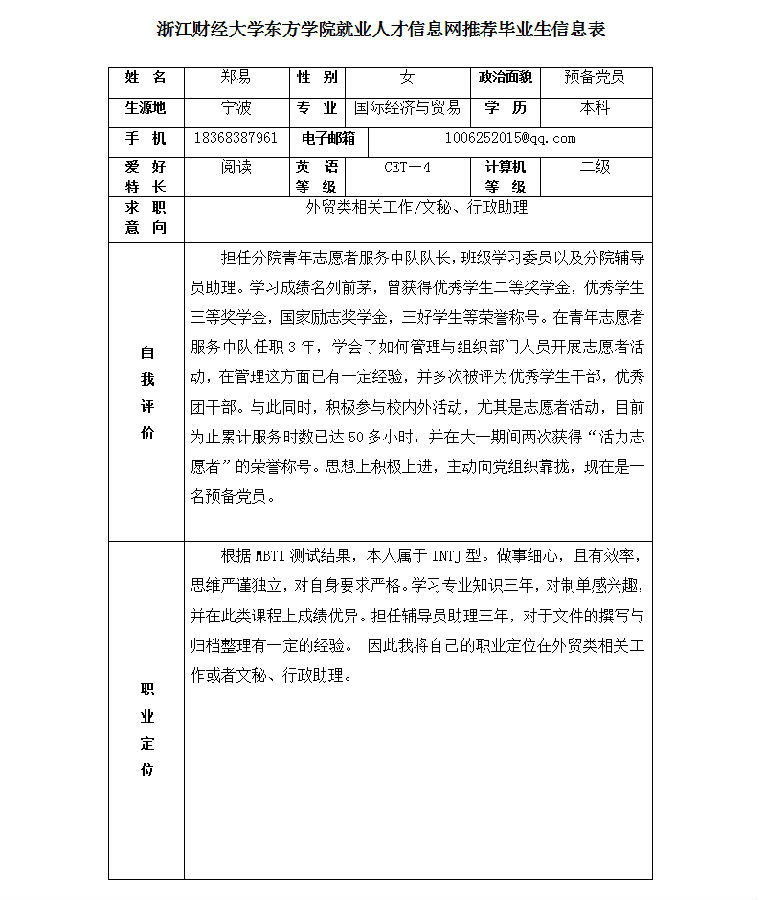 浙江财经大学东方学院就业人才信息网推荐毕业生信息表
姓 名 郑易 性 别 女 政治面貌 预备党员
生源地 宁波 专 业 国际经济与贸易 学 历 本科
手 机 18368387961 电子邮箱 1006252015@qq.com
爱 好
特 长 阅读 英 语
等 级 CET－4 计算机
等 级 二级
求 职
意 向 外贸类相关工作/文秘、行政助理
自
我
评
价
担任分院青年志愿者服务中队队长，班级学习委员以及分院辅导
员助理。学习成绩名列前茅，曾获得优秀学生二等奖学金，优秀学生
三等奖学金，国家励志奖学金，三好学生等荣誉称号。在青年志愿者
服务中队任职3年，学会了如何管理与组织部门人员开展志愿者活
动，在管理这方面已有一定经验，并多次被评为优秀学生干部，优秀
团干部。与此同时，积极参与校内外活动，尤其是志愿者活动，目前
为止累计服务时数已达50多小时，并在大一期间两次获得“活力志
愿者”的荣誉称号。思想上积极上进，主动向党组织靠拢，现在是一
名预备党员。
职
业
定
位
根据MBTI测试结果，本人属于INTJ型。做事细心，且有效率，
思维严谨独立，对自身要求严格。学习专业知识三年，对制单感兴趣，
并在此类课程上成绩优异。担任辅导员助理三年，对于文件的撰写与
归档整理有一定的经验。 因此我将自己的职业定位在外贸类相关工
作或者文秘、行政助理。